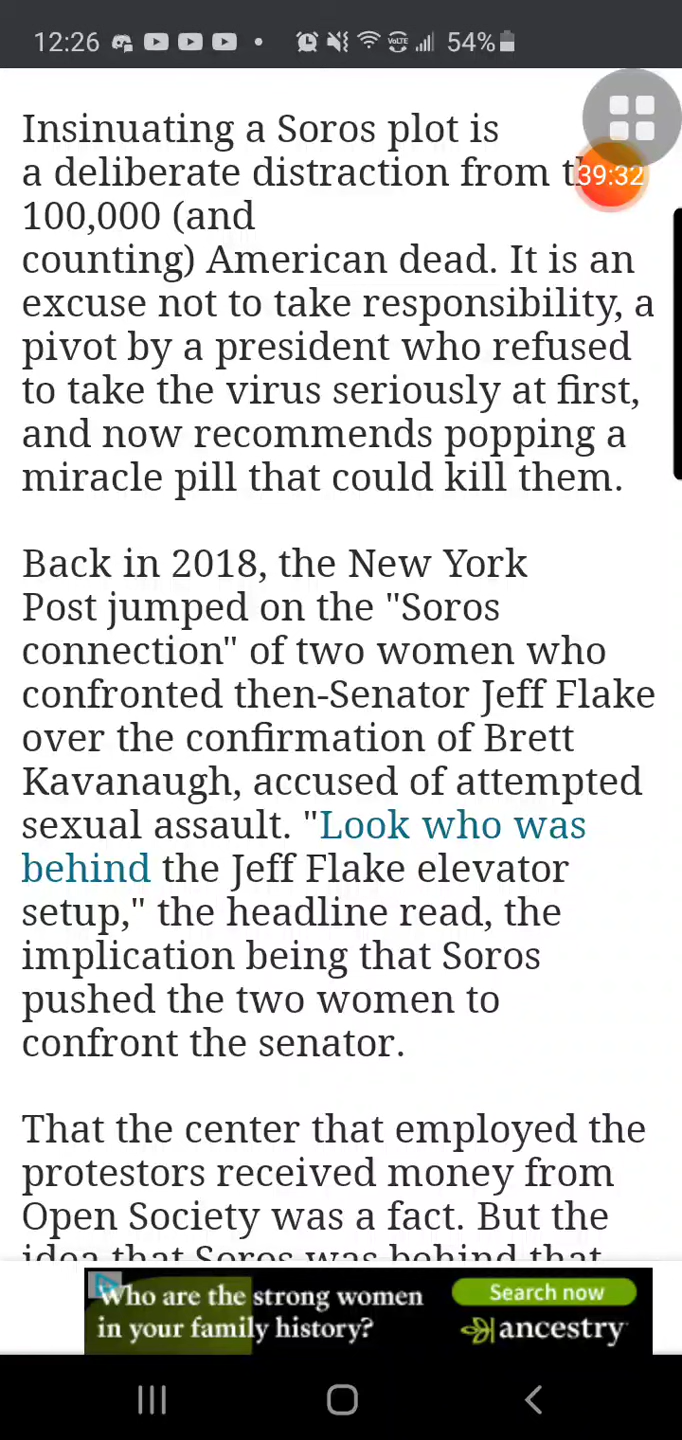 12:26
54%
Insinuating a Soros plot is
a deliberate distraction from
39:32
100,000 (and
counting) American dead. It is an
excuse not to take responsibility, a
pivot by a president who refused
to take the virus seriously at first,
and now recommends popping a
miracle pill that could kill them.
Back in 2018, the New York
Post jumped on the "Soros
connection" of two women who
confronted then-Senator Jeff Flake
over the confirmation of Brett
Kavanaugh, accused of attempted
sexual assault. "Look who was
behind the Jeff Flake elevator
setup," the headline read, the
implication being that Soros
pushed the two women to
confront the senator.
That the center that employed the
protestors received money from
Open Society was a fact. But the
idea that Soros was behind that
Who are the strong women
in your family history?
Search now
ancestry